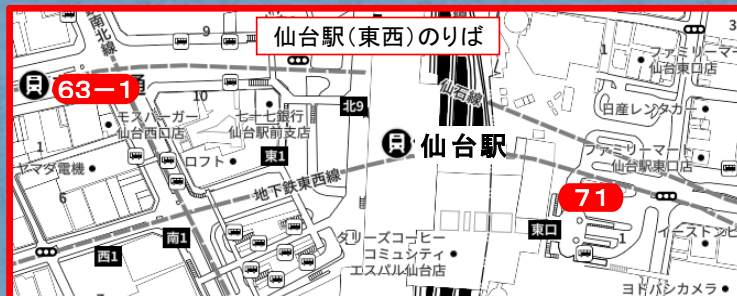 仙台駅(東西)のりば
南北線
9
1
3
ファミリーマート
仙台東口店
63-1
通
10
モスバーガー
仙台西口店
七十七銀行
仙台駅前支店
北9
仙石線
日産レンタカー
仙台駅
1
ヤマダ電機
ロフト
東1
ファミリーマート
仙台駅東口店
地下鉄東西線
71
6
南1
西1
東口
1
イーストンビ
タリーズコーヒー
コミュシティ
エスパル仙台店
ヨドバシカメラ